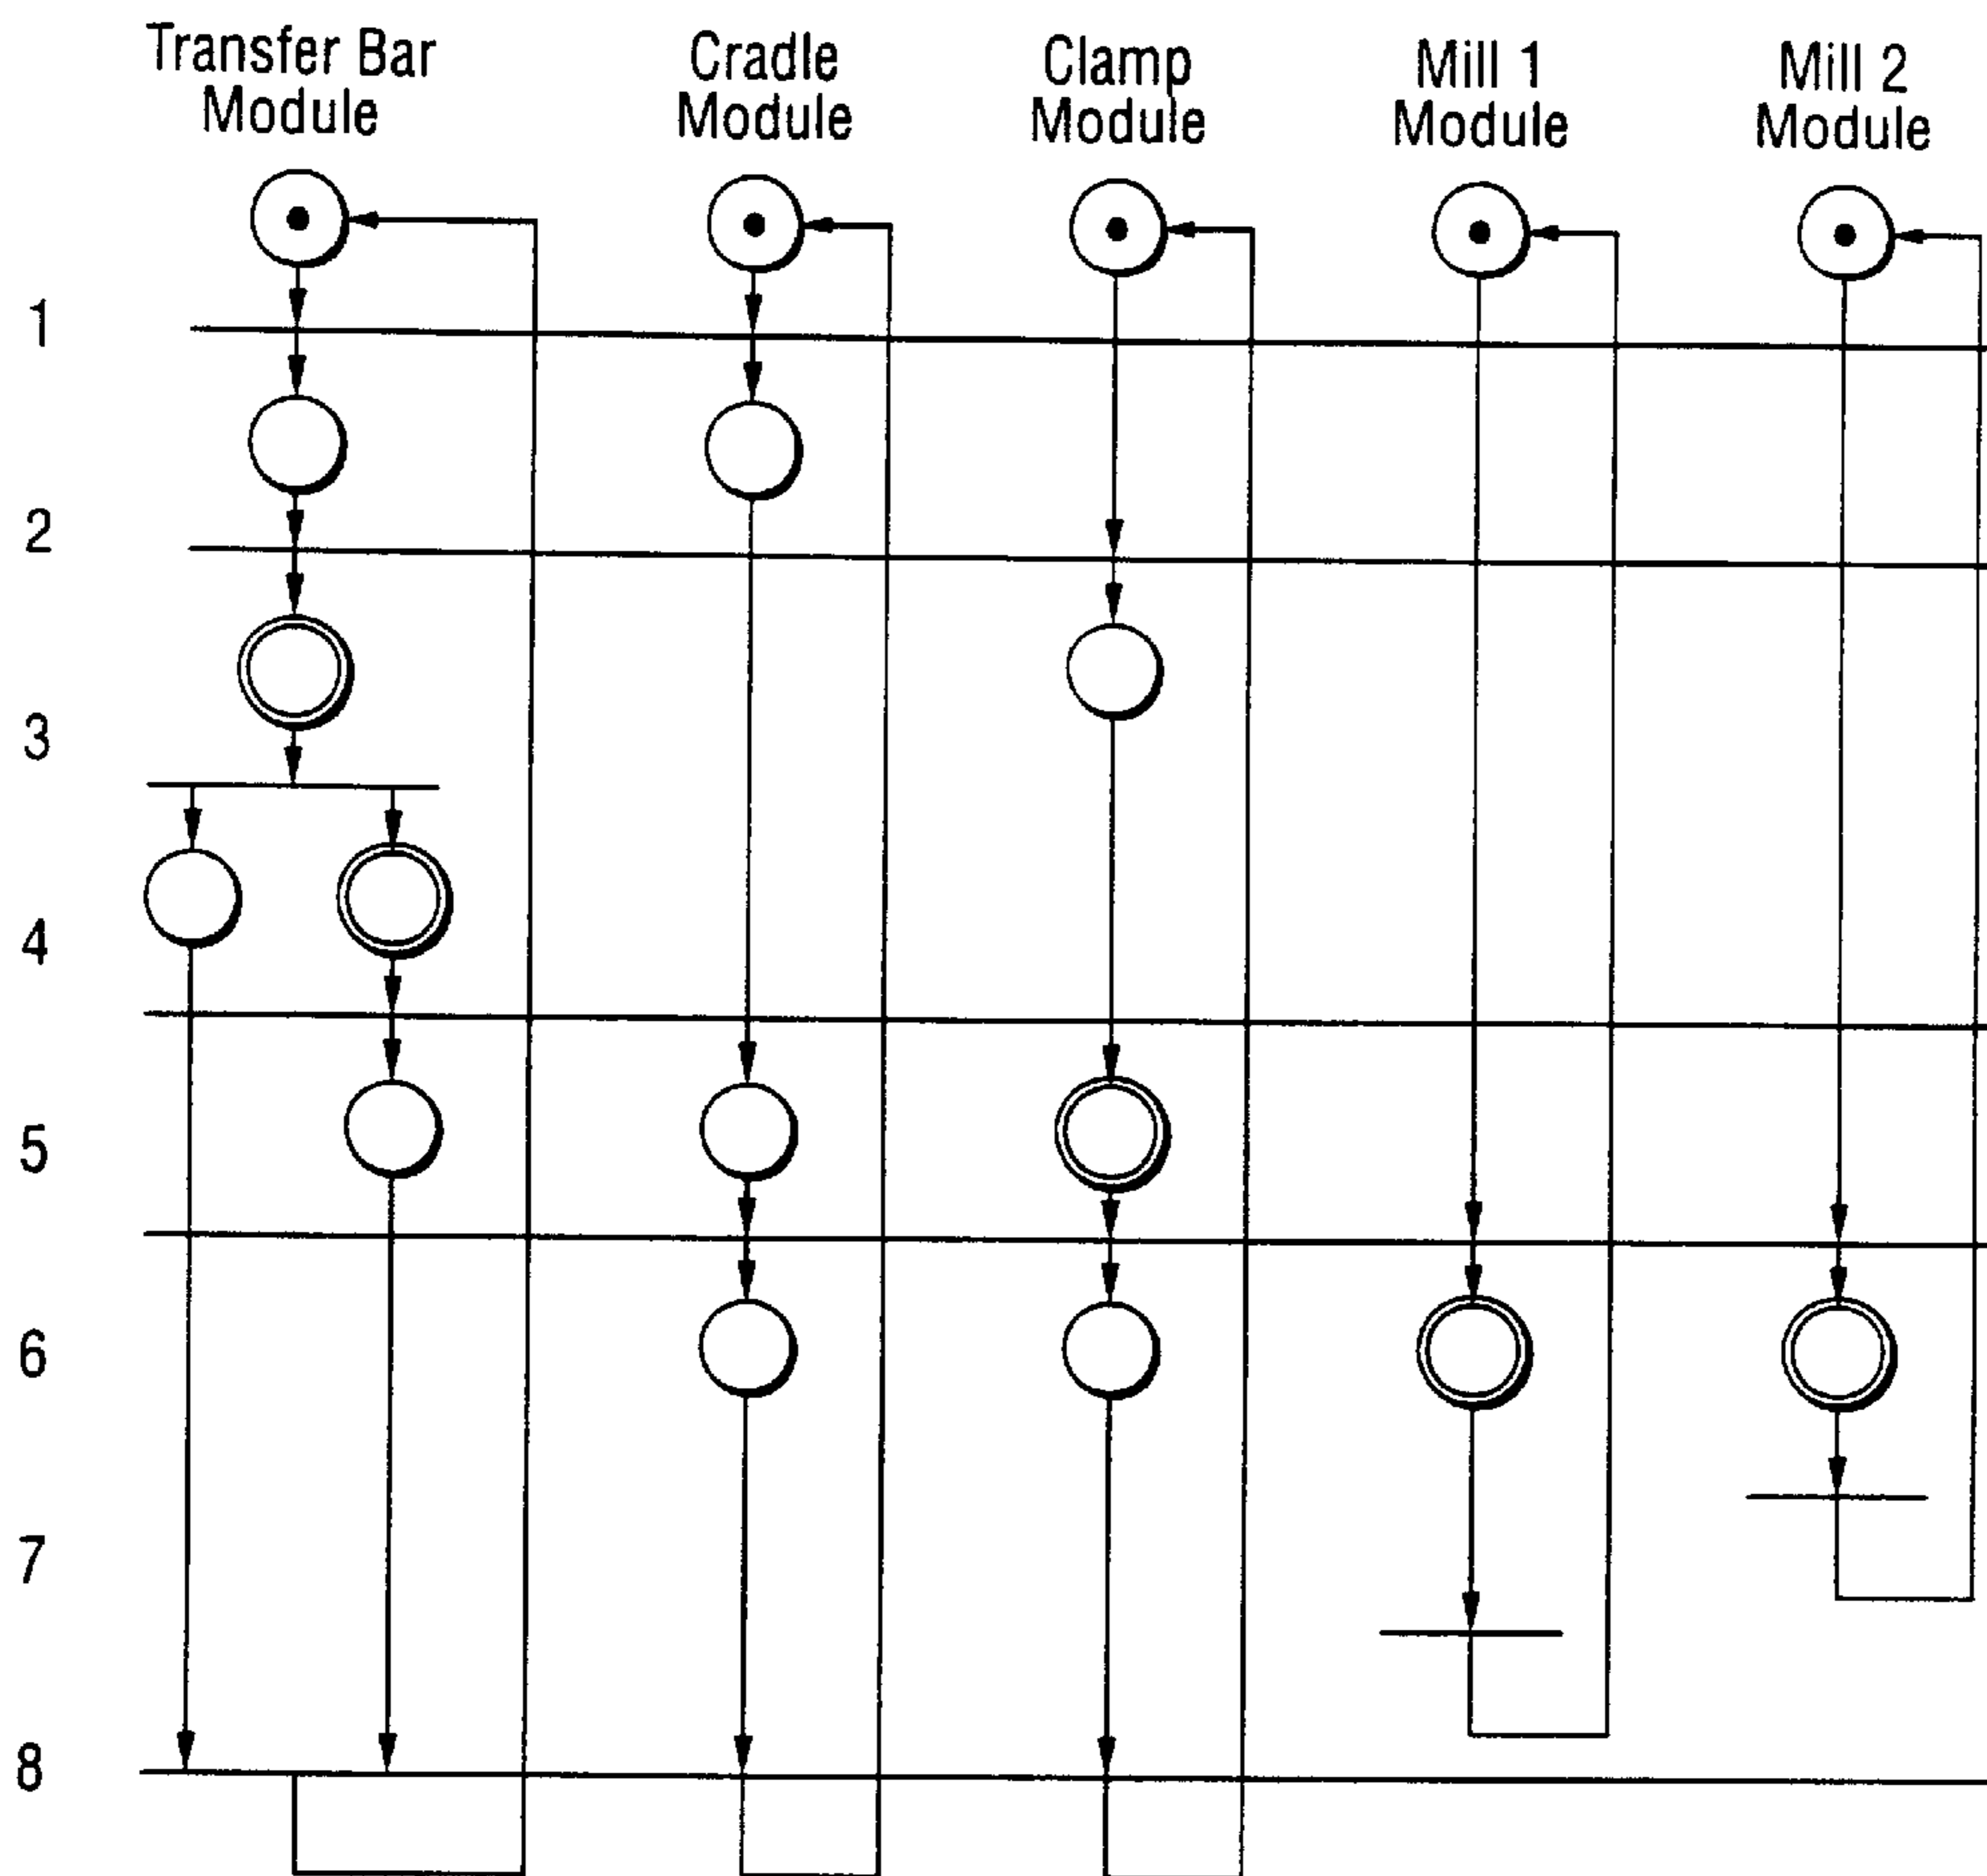 Transfer Bar
Module
Cradle
Module
Clamp
Module
Mill 1
Module
Mill 2
Module
1
2
3
4
5
6
7
8